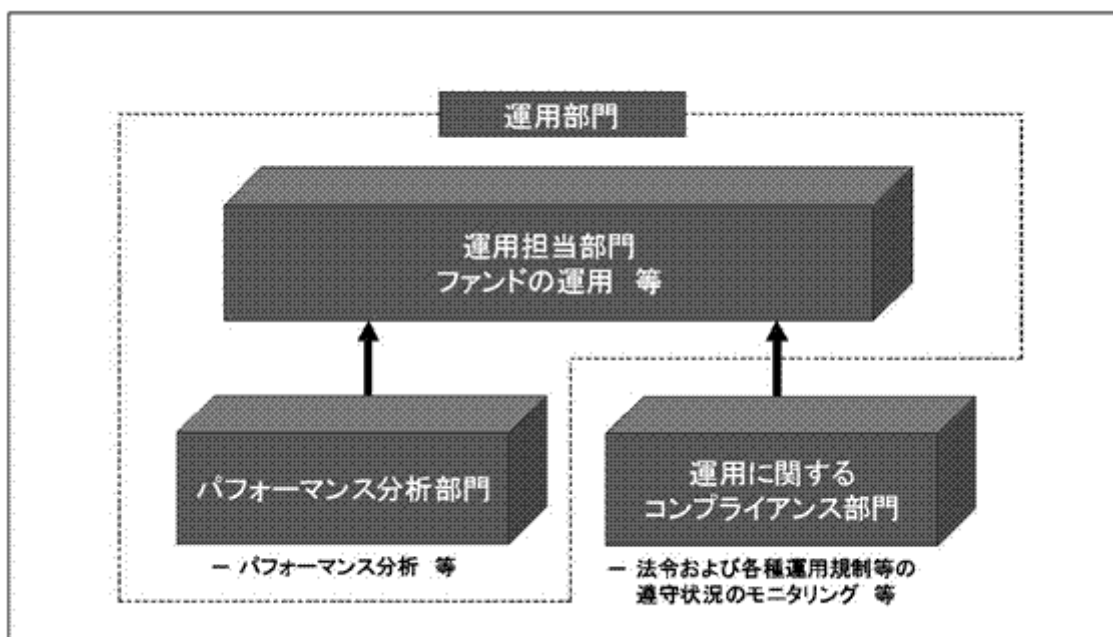 運用部門
運用担当部門
ファンドの運用 等
パフォーマンス分析部門
－ パフォーマンス分析 等
運用に関する
コンプライアンス部門
－ 法令および各種運用規制等の
遵守状況のモニタリング 等